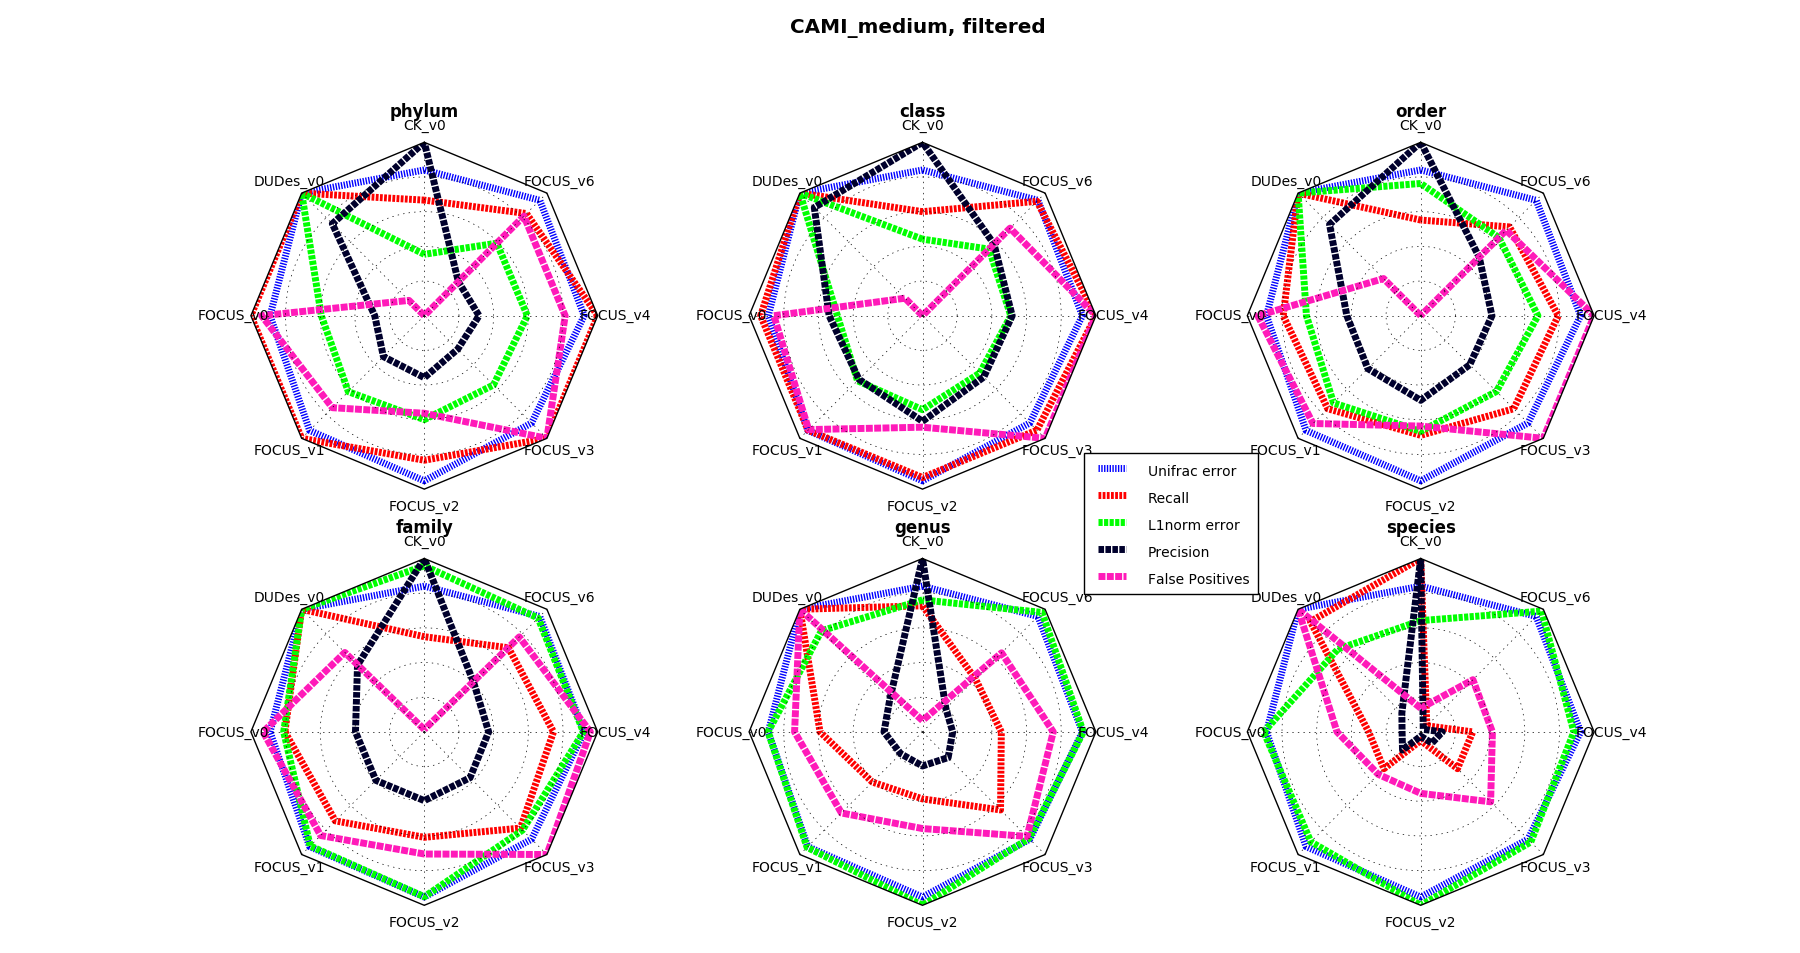 CAMI_medium, filtered
phylum
CK_v0
DUDes_v0
FOCUS_v6
FOCUS_v0
FOCUS_v4
FOCUS_v1
FOCUS_v3
FOCUS_v2
class
CK_v0
DUDes_v0
FOCUS_v6
FOCUS_v0
FOCUS_v4
FOCUS_v1
FOCUS_v3
FOCUS_v2
order
CK_v0
DUDes_v0
FOCUS_v6
FOCUS_v0
FOCUS_v4
FOCUS_v1
FOCUS_v3
FOCUS_v2
Unifrac error
Recall
L1norm error
Precision
False Positives
family
CK_v0
DUDes_v0
FOCUS_v6
FOCUS_v0
FOCUS_v4
FOCUS_v1
FOCUS_v3
FOCUS_v2
genus
CK_v0
DUDes_v0
FOCUS_v6
FOCUS_v0
FOCUS_v4
FOCUS_v1
FOCUS_v3
FOCUS_v2
species
CK_v0
DUDes_v0
FOCUS_v6
FOCUS_v0
FOCUS_v4
FOCUS_v1
FOCUS_v3
FOCUS_v2